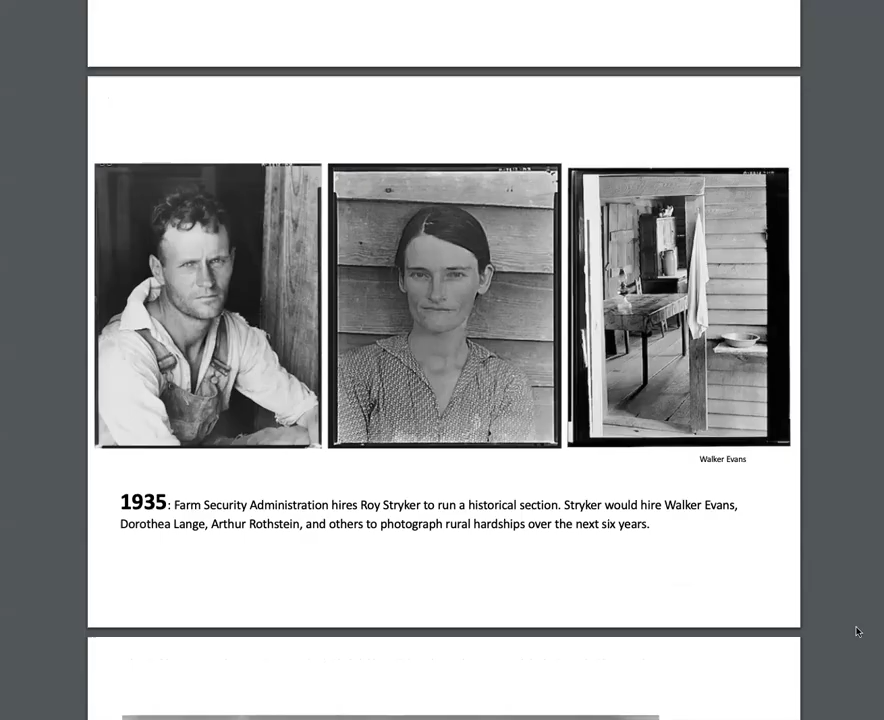 Walker Evans
1935: Farm Security Administration hires Roy Stryker to run a historical section. Stryker would hire Walker Evans,
Dorothea Lange, Arthur Rothstein, and others to photograph rural hardships over the next six years.